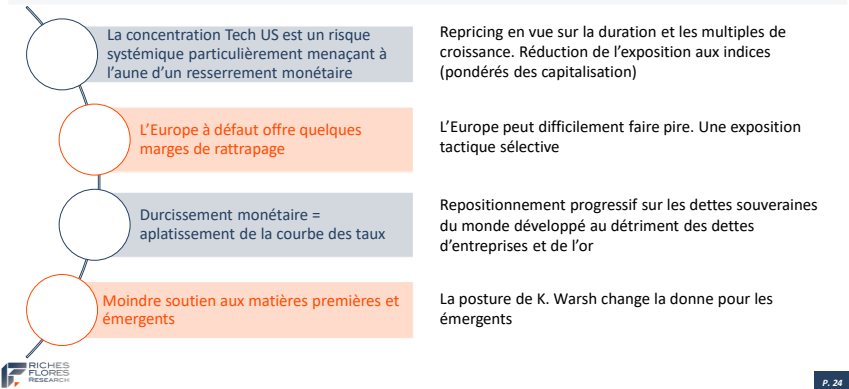 La concentration Tech US est un risque
systémique particulièrement menaçant à
l'aune d'un resserrement monétaire
Repricing en vue sur la duration et les multiples de
croissance. Réduction de l'exposition aux indices
(pondérés des capitalisation)
L'Europe à défaut offre quelques
marges de rattrapage
L'Europe peut difficilement faire pire. Une exposition
tactique sélective
Durcissement monétaire =
aplatissement de la courbe des taux
Repositionnement progressif sur les dettes souveraines
du monde développé au détriment des dettes
d'entreprises et de l'or
Moindre soutien aux matières premières et
émergents
La posture de K. Warsh change la donne pour les
émergents
RICHES
FLORES
RESEARCH
P. 24